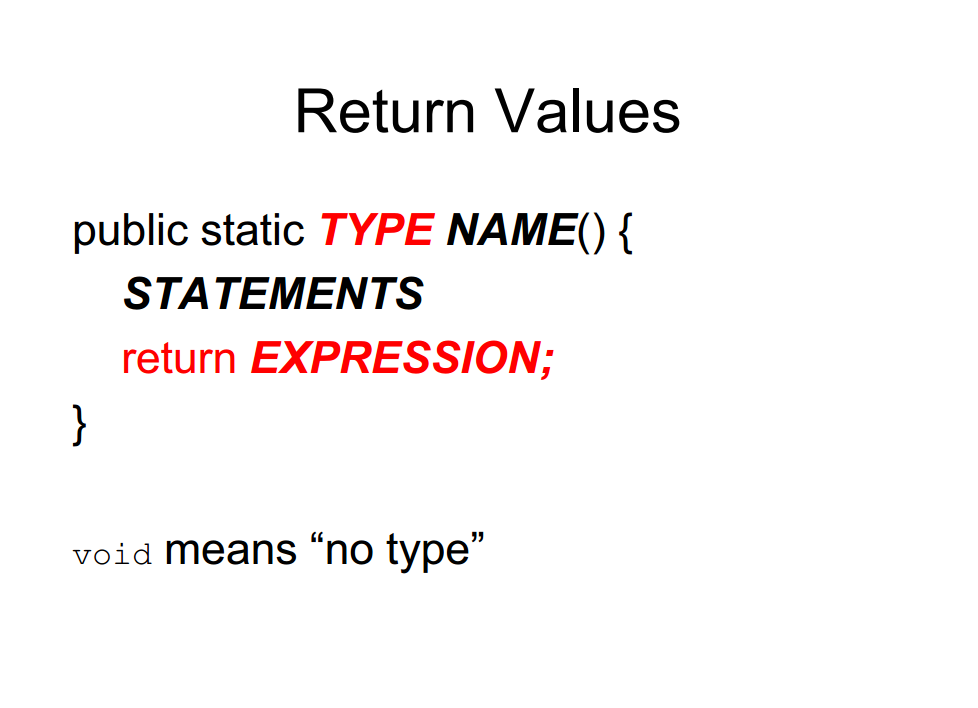 Return Values
public static TYPE NAME() {
STATEMENTS
return EXPRESSION;
}
void means “no type”